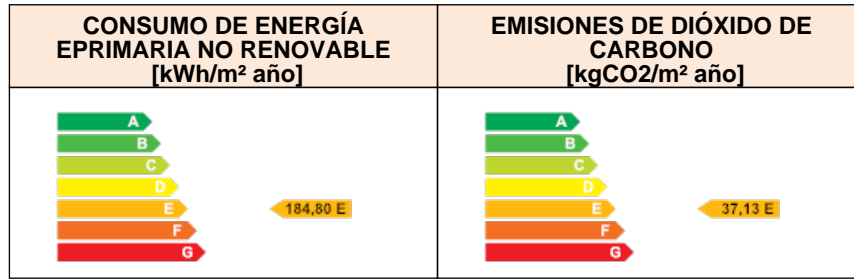 CONSUMO DE ENERGÍA
EPRIMARIA NO RENOVABLE
[kWh/m² año]
EMISIONES DE DIÓXIDO DE
CARBONO
[kgCO2/m² año]
A
B
C
D
E
184,80 E
F
G
A
B
C
D
E
37,13 E
F
G